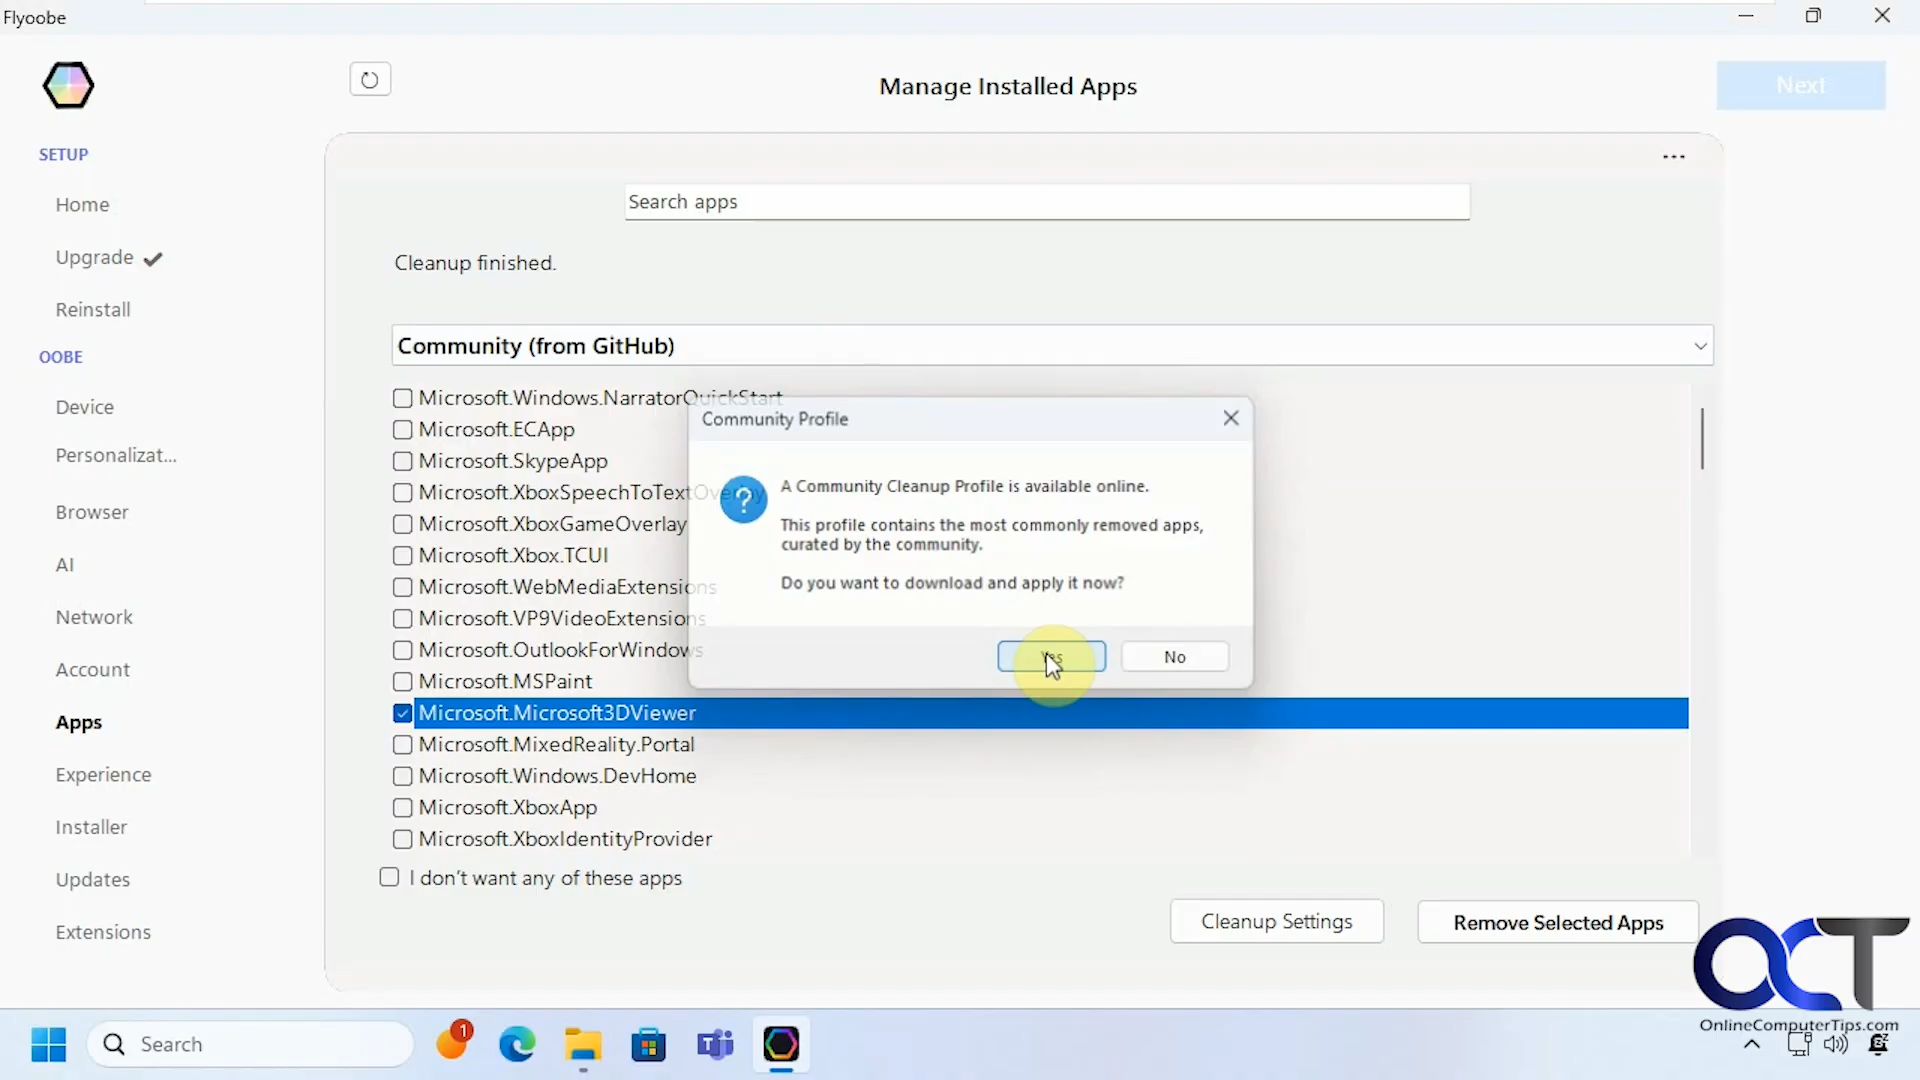 Flyoobe
Manage Installed Apps
Next
SETUP
Home
Upgrade
Reinstall
OOBE
Device
Personalizat...
Browser
AI
Network
Account
Apps
Experience
Installer
Updates
Extensions
Search apps
Cleanup finished.
Community (from GitHub)
Microsoft.Windows.NarratorQuickStart
Microsoft.ECApp
Microsoft.SkypeApp
Microsoft.XboxSpeechToTextOverlay
Microsoft.XboxGameOverlay
Microsoft.Xbox.TCUI
Microsoft.WebMediaExtensions
Microsoft.VP9VideoExtensions
Microsoft.OutlookForWindows
Microsoft.MSPaint
Microsoft.Microsoft3DViewer
Microsoft.MixedReality.Portal
Microsoft.Windows.DevHome
Microsoft.XboxApp
Microsoft.XboxIdentityProvider
I don't want any of these apps
Cleanup Settings
Remove Selected Apps
Community Profile
A Community Cleanup Profile is available online.
This profile contains the most commonly removed apps,
curated by the community.
Do you want to download and apply it now?
Yes
No
OCT
OnlineComputerTips.com
Search
1